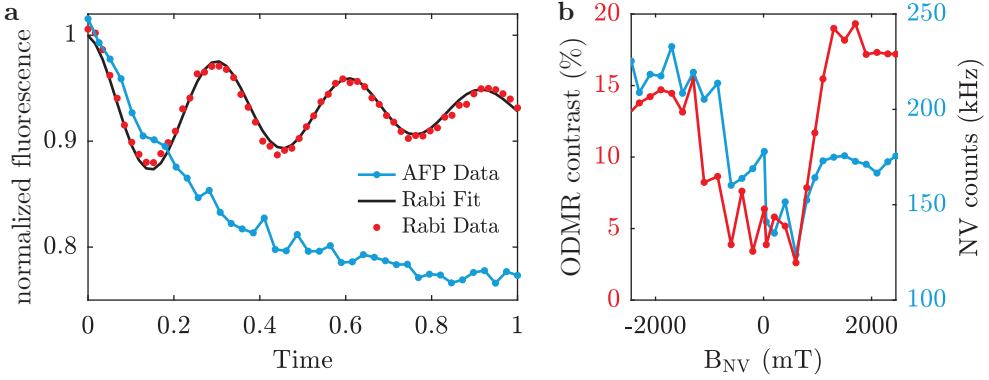 a
1
0.9
0.8
normalized fluorescence
AFP Data
Rabi Fit
Rabi Data
0
0.2
0.4
0.6
0.8
1
Time
b
20
15
10
5
0
ODMR contrast (%)
250
200
150
100
NV counts (kHz)
-2000
0
2000
B_NV (mT)